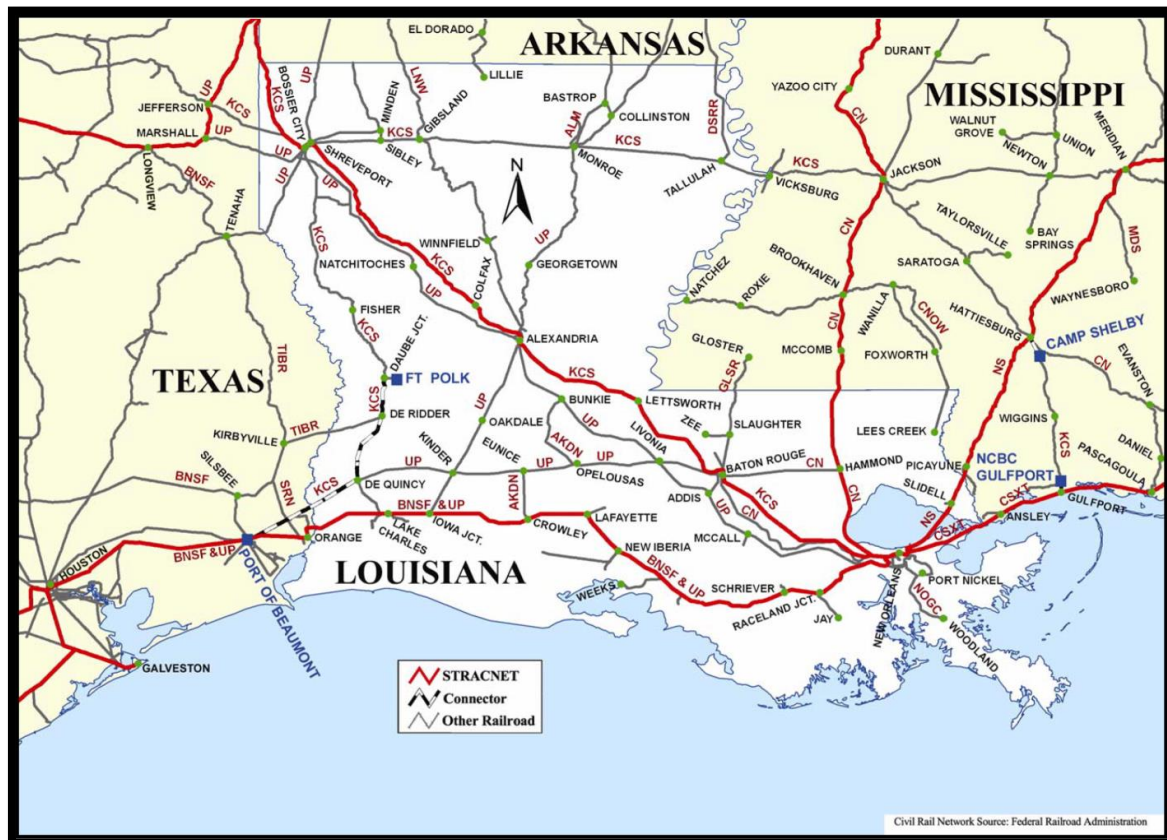 EL DORADO
ARKANSAS
DURANT
LILLIE
UP
KCS
UP
LNW
BOSSIER CITY
MINDEN
GIBSLAND
BASTROP
COLLINSTON
ALM
DSRR
YAZOO CITY
MISSISSIPPI
JEFFERSON
KCS
KCS
CN
WALNUT
GROVE
UNION
NEWTON
MERIDIAN
MARSHALL
UP
UP
SHREVEPORT
SIBLEY
MONROE
KCS
TALLULAH
KCS
VICKSBURG
JACKSON
LONGVIEW
BNSF
UP
UP
N
TENAHA
KCS
WINNFIELD
UP
GEORGETOWN
CN
TAYLORSVILLE
BAY
SPRINGS
MDS
NATCHITOCHES
KCS
UP
COLFAX
NATCHEZ
ROXIE
BROOKHAVEN
SARATOGA
WAYNESBORO
FISHER
KCS
DAUBE JCT.
ALEXANDRIA
WANILLA
CNOW
HATTIESBURG
CAMP SHELBY
TEXAS
TIBR
FT POLK
KCS
GLOSTER
GLSR
CN
MCCOMB
FOXWORTH
NS
CN
EVANSTON
KCS
DE RIDDER
UP
BUNKIE
LETTSWORTH
KIRBYVILLE
TIBR
OAKDALE
UP
LIVONIA
ZEE
SLAUGHTER
LEES CREEK
WIGGINS
KCS
DANIEL
SILSBEE
KINDER
EUNICE
AKDN
BNSF
SRN
KCS
UP
UP
UP
OPELOUSAS
BATON ROUGE
CN
HAMMOND
PICAYUNE
NCBC
GULFPORT
PASCAGOULA
DE QUINCY
AKDN
ADDIS
KCS
CN
SLIDELL
CSXT
GULFPORT
BNSF & UP
LAFAYETTE
UP
CN
NS
CSXT
ANSLEY
ORANGE
LAKE
CHARLES
IOWA JCT.
CROWLEY
MCCALL
HOUSTON
BNSF & UP
PORT OF BEAUMONT
LOUISIANA
NEW IBERIA
BNSF & UP
WEEKS
SCHRIEVER
RACELAND JCT.
JAY
NEW ORLEANS
PORT NICKEL
NOGC
WOODLAND
GALVESTON
STRACNET
Connector
Other Railroad
Civil Rail Network Source: Federal Railroad Administration